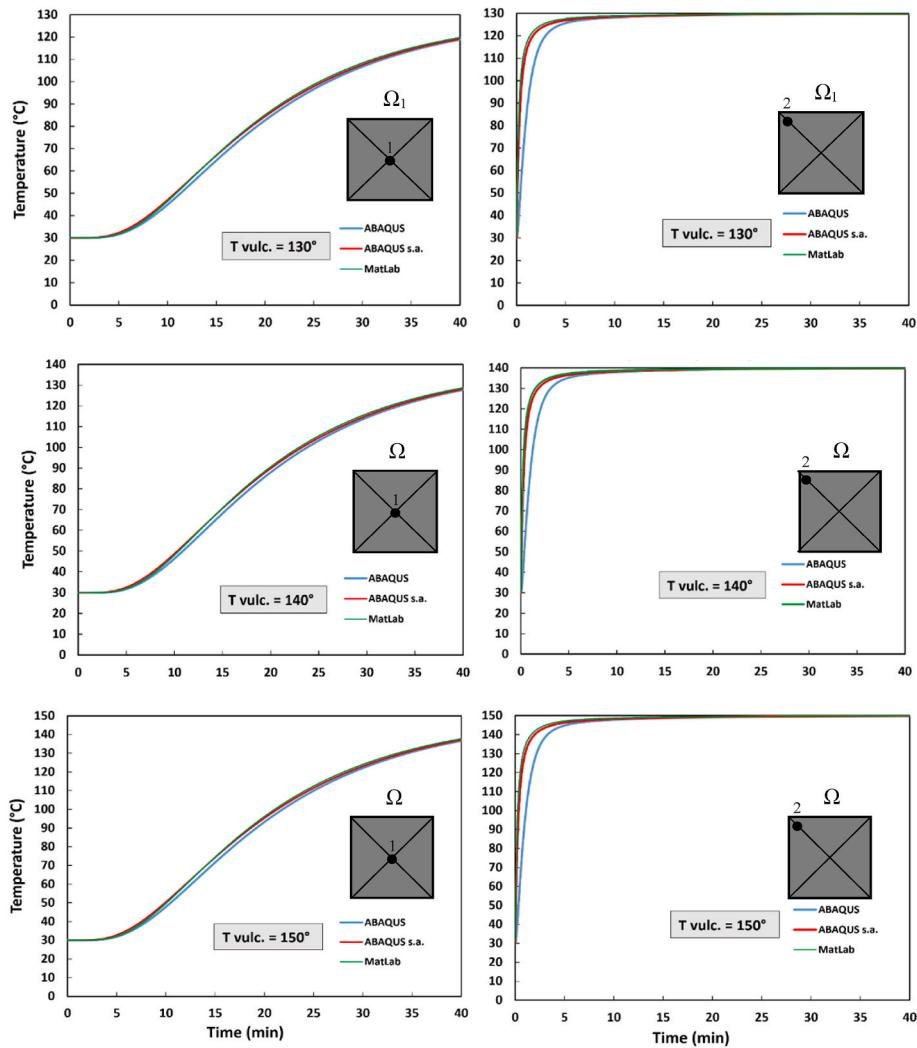 130
120
110
100
90
80
70
60
50
40
30
20
10
0
Temperature (°C)
Ω1
1
T vulc. = 130°
ABAQUS
ABAQUS s.a.
MatLab
0 5 10 15 20 25 30 35 40
130
120
110
100
90
80
70
60
50
40
30
20
10
0
Ω1
2
T vulc. = 130°
ABAQUS
ABAQUS s.a.
MatLab
0 5 10 15 20 25 30 35 40
140
130
120
110
100
90
80
70
60
50
40
30
20
10
0
Temperature (°C)
Ω
1
T vulc. = 140°
ABAQUS
ABAQUS s.a.
MatLab
0 5 10 15 20 25 30 35 40
140
130
120
110
100
90
80
70
60
50
40
30
20
10
0
Ω
2
T vulc. = 140°
ABAQUS
ABAQUS s.a.
MatLab
0 5 10 15 20 25 30 35 40
150
140
130
120
110
100
90
80
70
60
50
40
30
20
10
0
Temperature (°C)
Ω
1
T vulc. = 150°
ABAQUS
ABAQUS s.a.
MatLab
0 5 10 15 20 25 30 35 40
Time (min)
150
140
130
120
110
100
90
80
70
60
50
40
30
20
10
0
Ω
2
T vulc. = 150°
ABAQUS
ABAQUS s.a.
MatLab
0 5 10 15 20 25 30 35 40
Time (min)